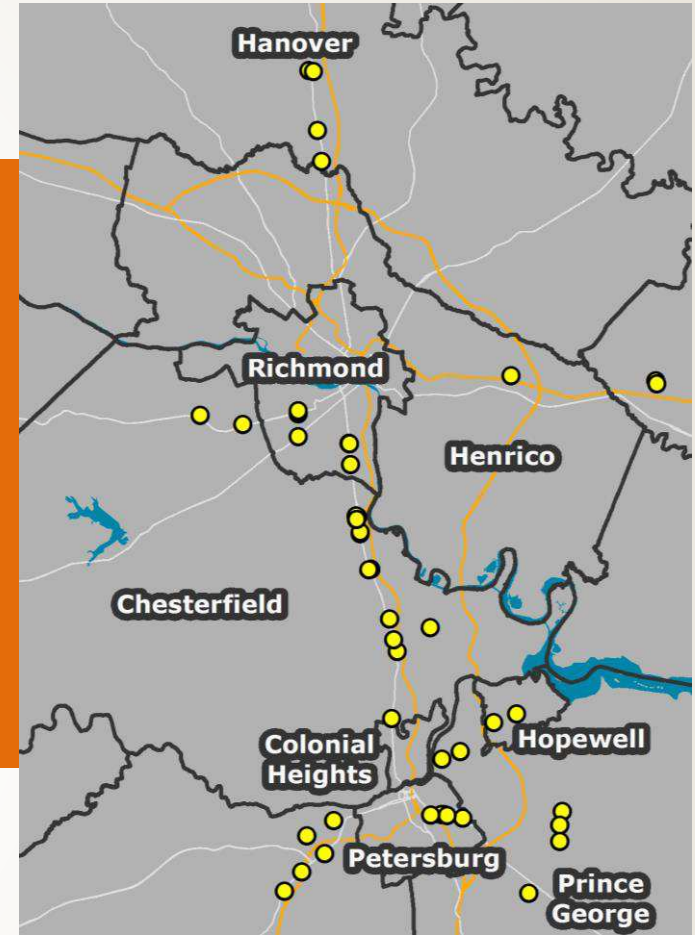 Hanover
Richmond
Henrico
Chesterfield
Colonial
Heights
Hopewell
Petersburg
Prince
George